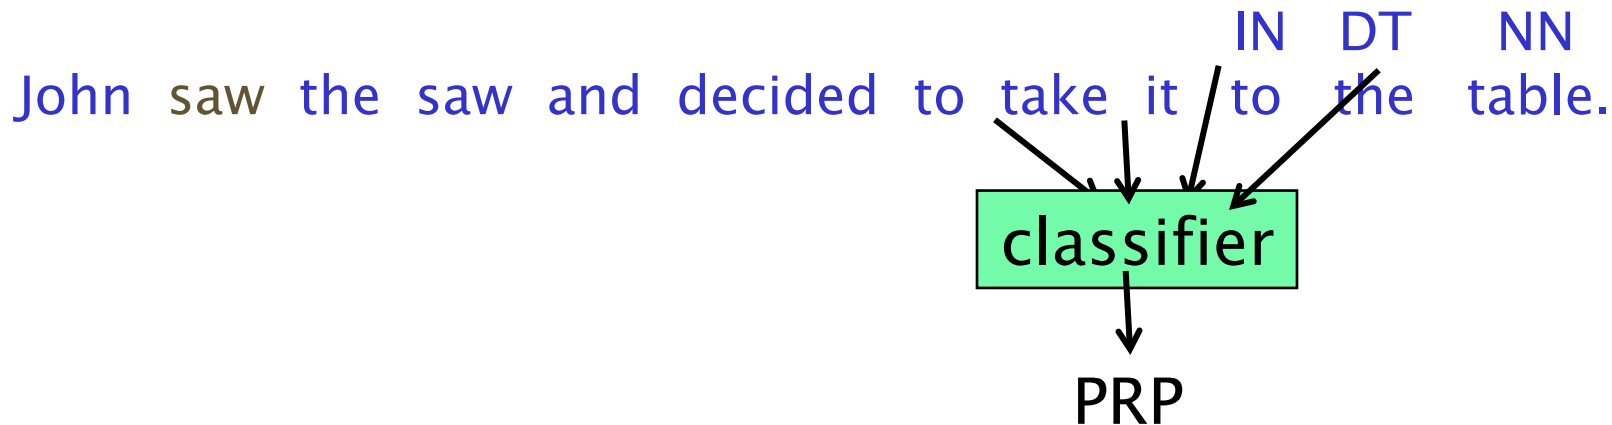 IN DT NN
John saw the saw and decided to take it to the table.
classifier
PRP